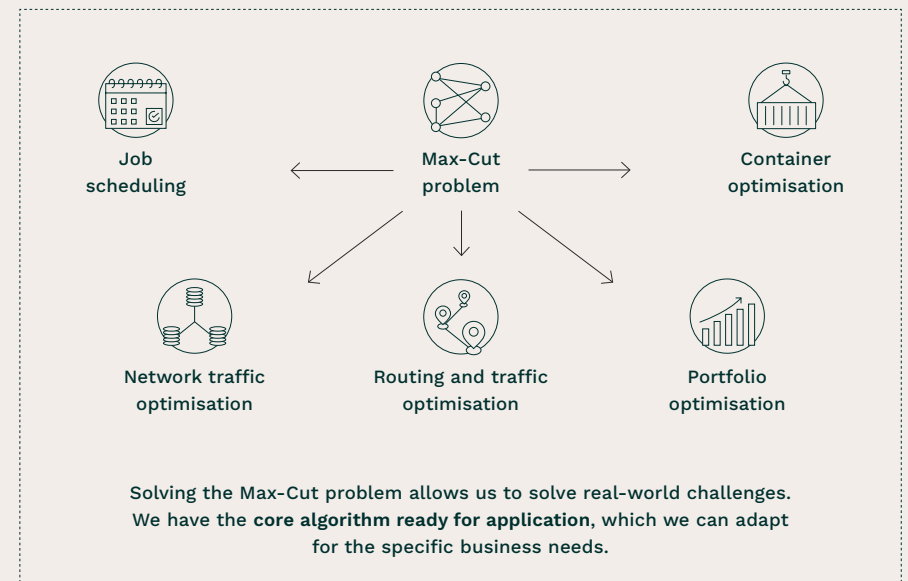 Job
scheduling
Max-Cut
problem
Container
optimisation
Network traffic
optimisation
Routing and traffic
optimisation
Portfolio
optimisation
Solving the Max-Cut problem allows us to solve real-world challenges.
We have the core algorithm ready for application, which we can adapt
for the specific business needs.